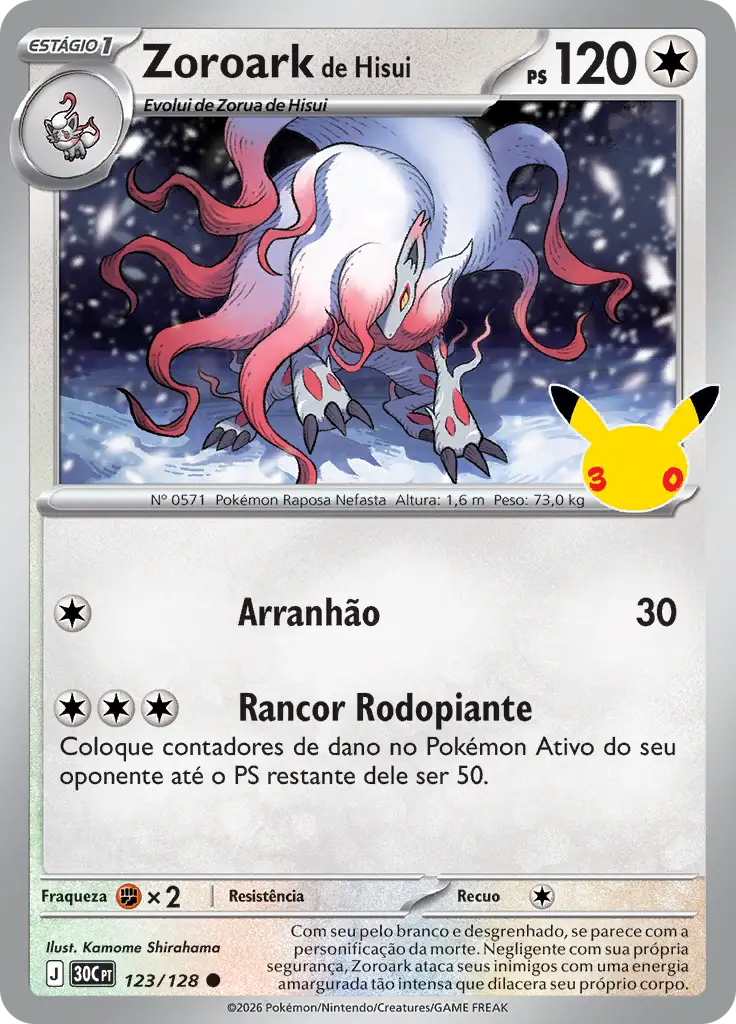 ESTÁGIO 1
Zoroark de Hisui
PS 120
Evolui de Zorua de Hisui
30
Nº 0571 Pokémon Raposa Nefasta Altura: 1,6 m Peso: 73,0 kg
Arranhão 30
Rancor Rodopiante
Coloque contadores de dano no Pokémon Ativo do seu
oponente até o PS restante dele ser 50.
Fraqueza ×2 Resistência Recuo
Ilust. Kamome Shirahama
J 30C PT 123/128
Com seu pelo branco e desgrenhado, se parece com a
personificação da morte. Negligente com sua própria
segurança, Zoroark ataca seus inimigos com uma energia
amargurada tão intensa que dilacera seu próprio corpo.
©2026 Pokémon/Nintendo/Creatures/GAME FREAK